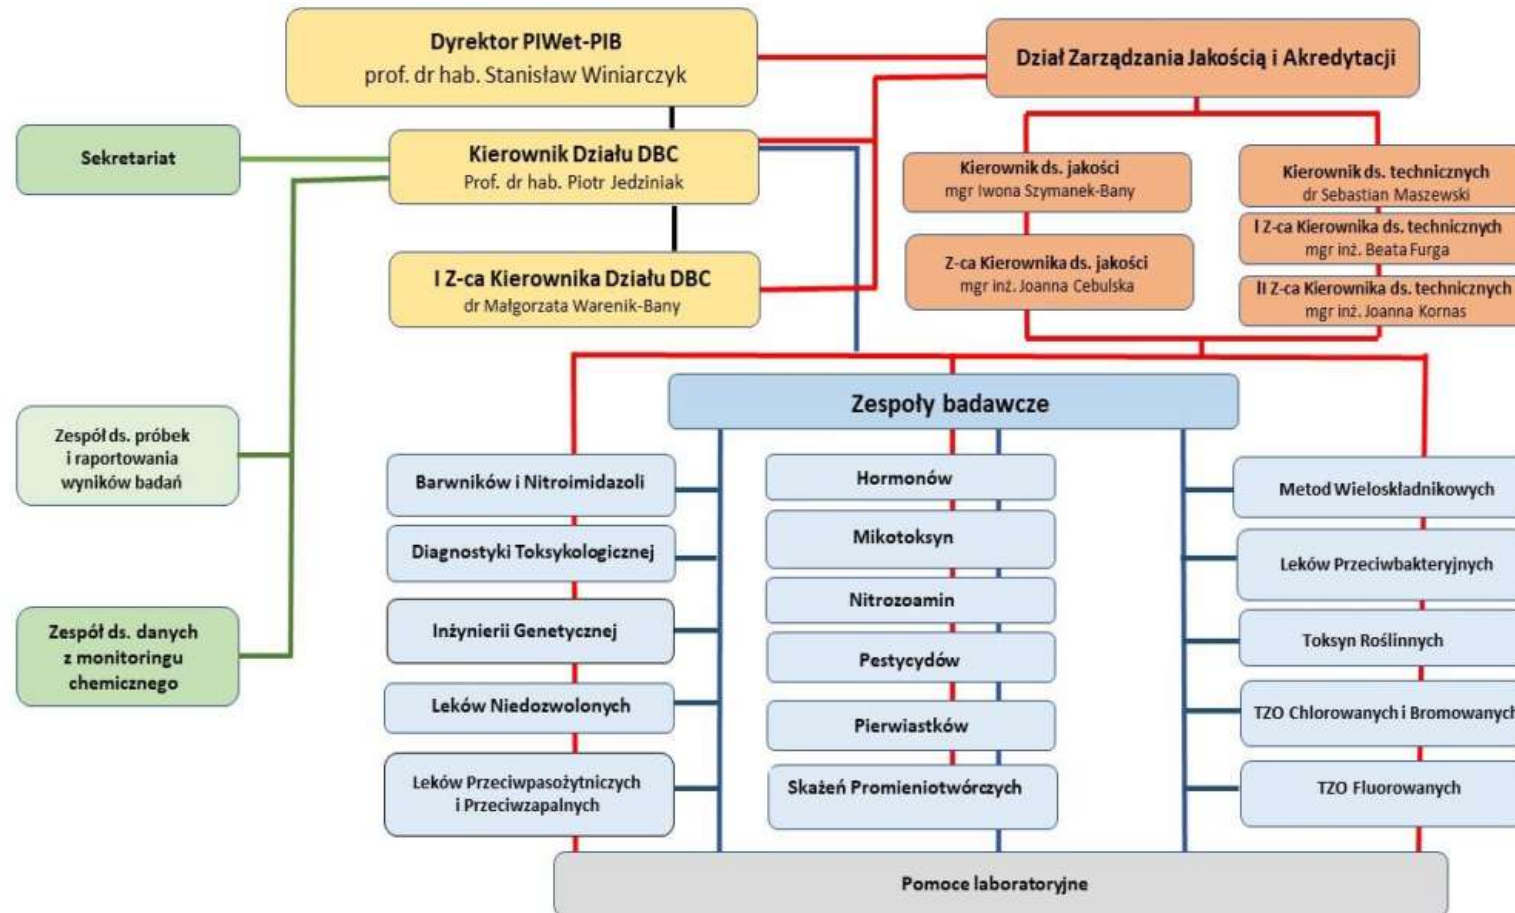 Dyrektor PIWet-PIB
prof. dr hab. Stanisław Winiarczyk
Dział Zarządzania Jakością i Akredytacji
Sekretariat
Kierownik Działu DBC
Prof. dr hab. Piotr Jedziniak
Kierownik ds. jakości
mgr Iwona Szymanek-Bany
Kierownik ds. technicznych
dr Sebastian Maszewski
I Z-ca Kierownika ds. technicznych
mgr inż. Beata Furga
I Z-ca Kierownika Działu DBC
dr Małgorzata Warenik-Bany
Z-ca Kierownika ds. jakości
mgr inż. Joanna Cebulska
II Z-ca Kierownika ds. technicznych
mgr inż. Joanna Kornas
Zespoły badawcze
Zespół ds. próbek
i raportowania
wyników badań
Zespół ds. danych
z monitoringu
chemicznego
Barwników i Nitroimidazoli
Diagnostyki Toksykologicznej
Inżynierii Genetycznej
Leków Niedozwolonych
Leków Przeciwpasożytniczych
i Przeciwzapalnych
Hormonów
Mikotoksyn
Nitrozoamin
Pestycydów
Pierwiastków
Skażeń Promieniotwórczych
Metod Wieloskładnikowych
Leków Przeciwbakteryjnych
Toksyn Roślinnych
TZO Chlorowanych i Bromowanych
TZO Fluorowanych
Pomoce laboratoryjne